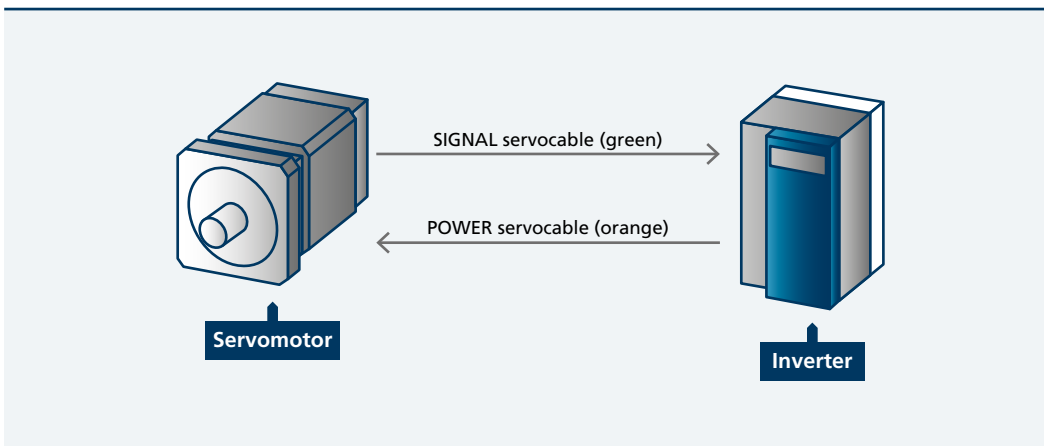 SIGNAL servocable (green)
POWER servocable (orange)
Servomotor
Inverter